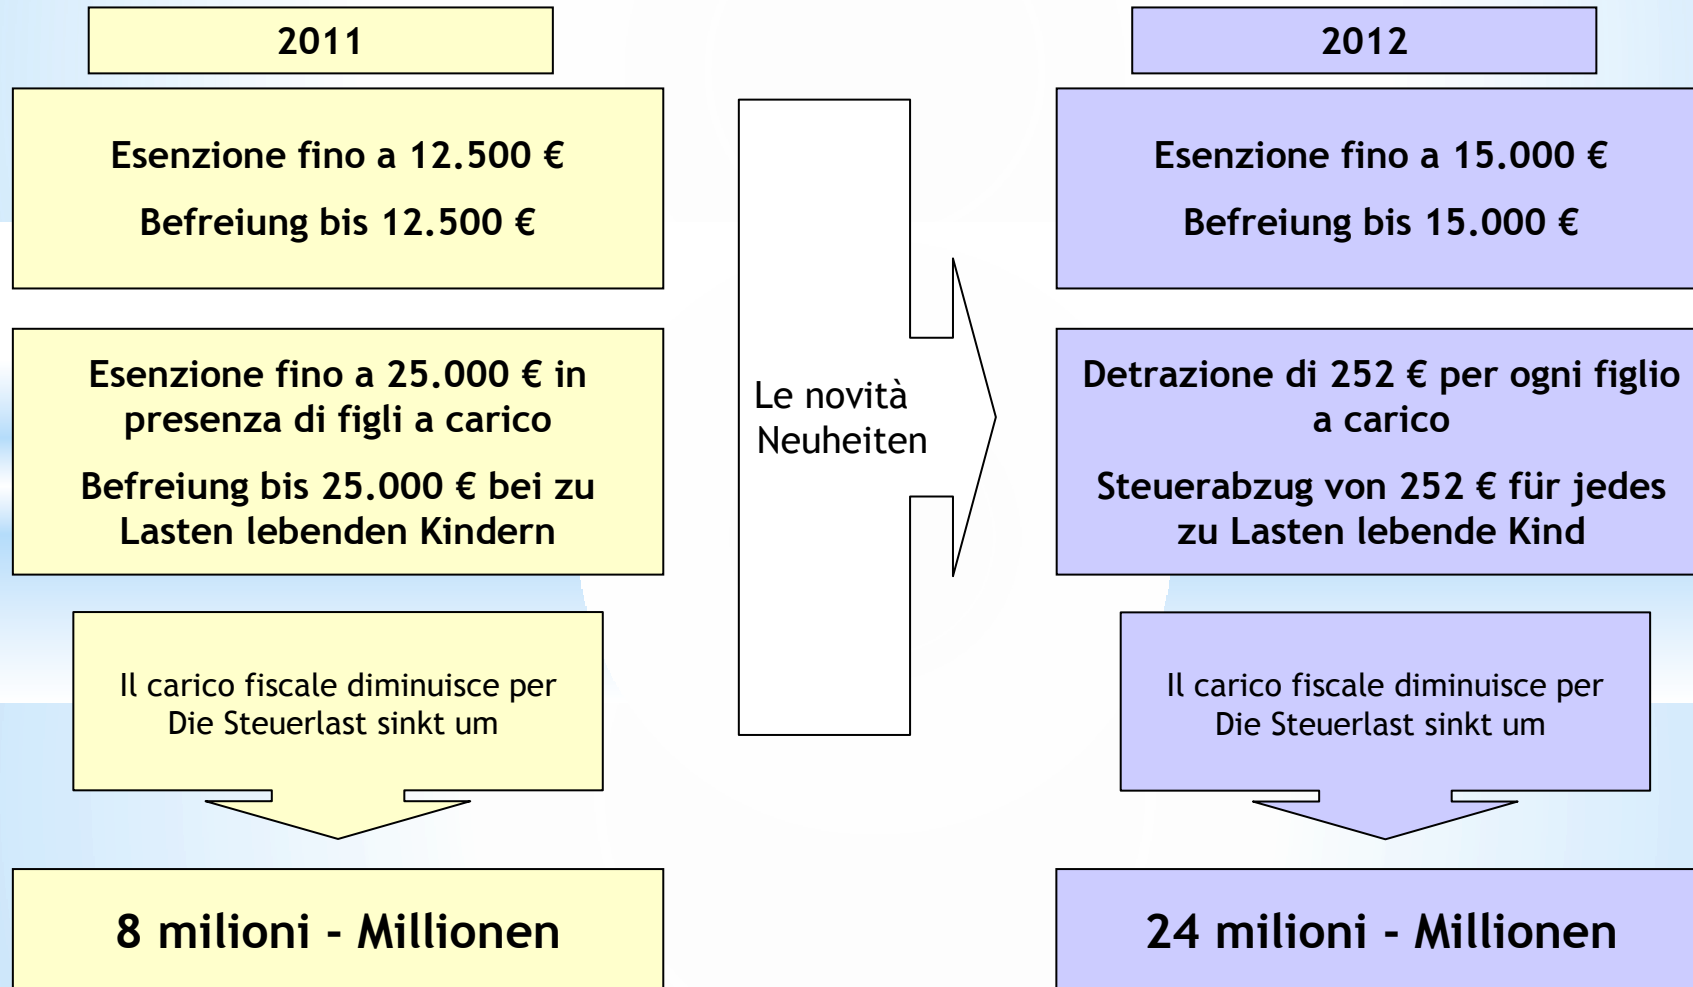 2011
Esenzione fino a 12.500 €
Befreiung bis 12.500 €
Esenzione fino a 25.000 € in
presenza di figli a carico
Befreiung bis 25.000 € bei zu
Lasten lebenden Kindern
Il carico fiscale diminuisce per
Die Steuerlast sinkt um
8 milioni - Millionen
Le novità
Neuheiten
2012
Esenzione fino a 15.000 €
Befreiung bis 15.000 €
Detrazione di 252 € per ogni figlio
a carico
Steuerabzug von 252 € für jedes
zu Lasten lebende Kind
Il carico fiscale diminuisce per
Die Steuerlast sinkt um
24 milioni - Millionen